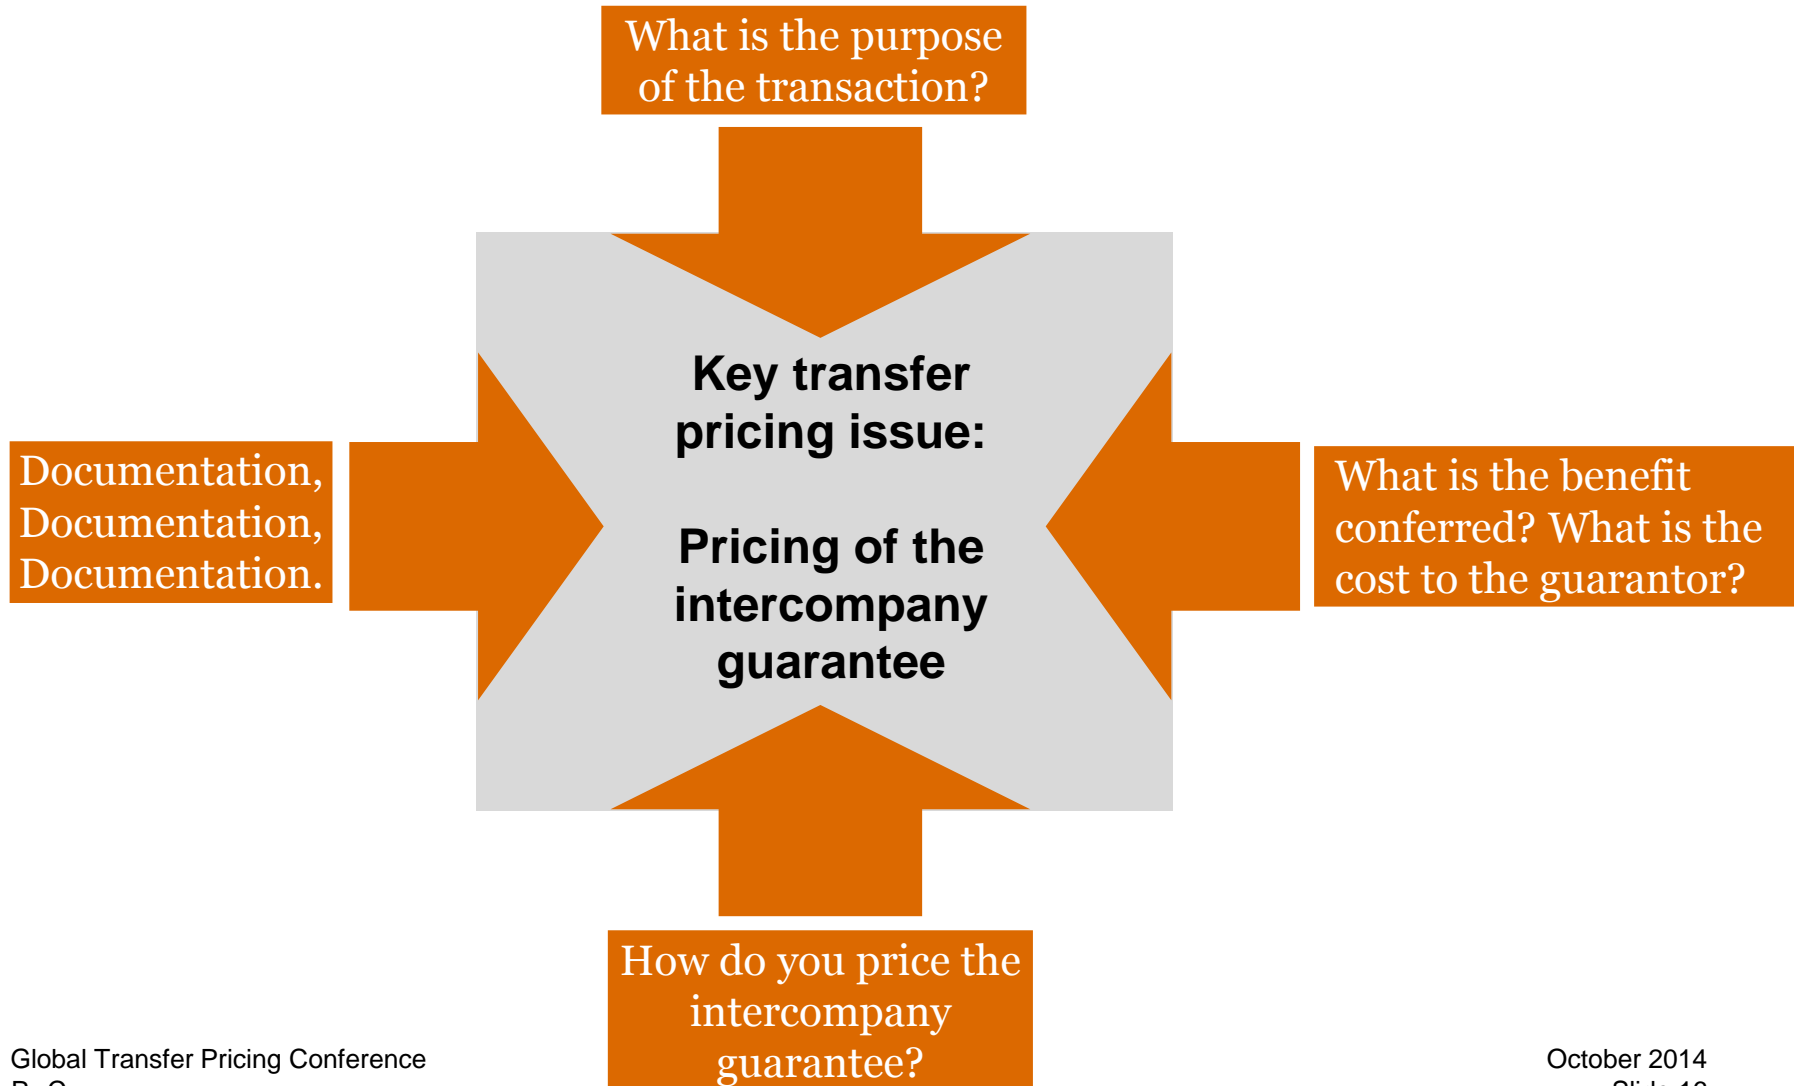 What is the purpose
of the transaction?
Key transfer
pricing issue:
Pricing of the
intercompany
guarantee
Documentation,
Documentation,
Documentation.
What is the benefit
conferred? What is the
cost to the guarantor?
How do you price the
intercompany
guarantee?
Global Transfer Pricing Conference
October 2014
Slide